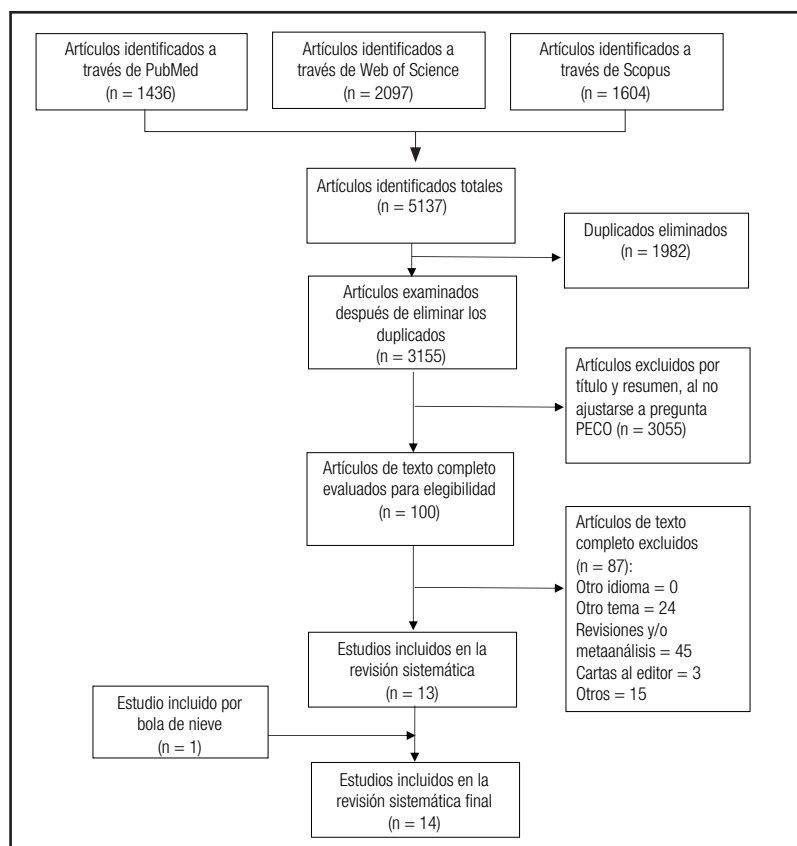 Artículos identificados a
través de PubMed
(n = 1436)
Artículos identificados a
través de Web of Science
(n = 2097)
Artículos identificados a
través de Scopus
(n = 1604)
Artículos identificados totales
(n = 5137)
Duplicados eliminados
(n = 1982)
Artículos examinados
después de eliminar los
duplicados
(n = 3155)
Artículos excluidos por
título y resumen, al no
ajustarse a pregunta
PECO (n = 3055)
Artículos de texto completo
evaluados para elegibilidad
(n = 100)
Artículos de texto
completo excluidos
(n = 87):
Otro idioma = 0
Otro tema = 24
Revisiones y/o
metaanálisis = 45
Cartas al editor = 3
Otros = 15
Estudios incluidos en la
revisión sistemática
(n = 13)
Estudio incluido por
bola de nieve
(n = 1)
Estudios incluidos en la
revisión sistemática final
(n = 14)